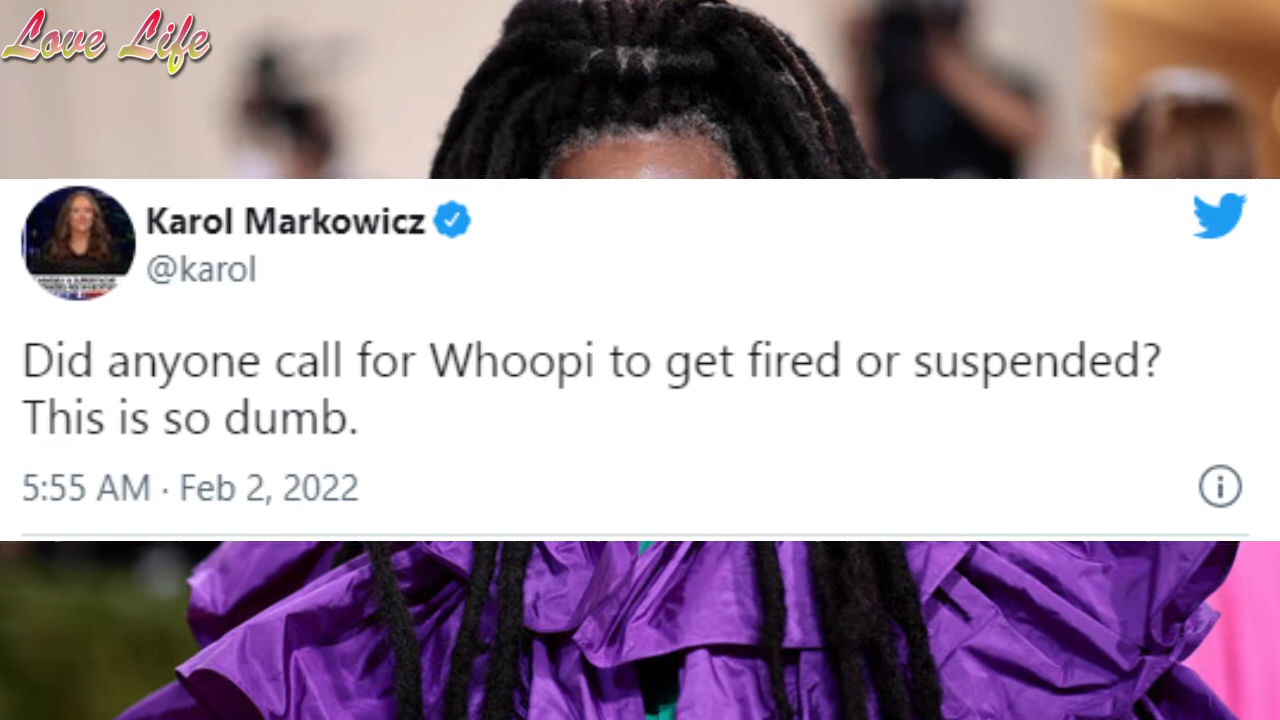 Love Life
Karol Markowicz
@karol
Did anyone call for Whoopi to get fired or suspended?
This is so dumb.
5:55 AM · Feb 2, 2022